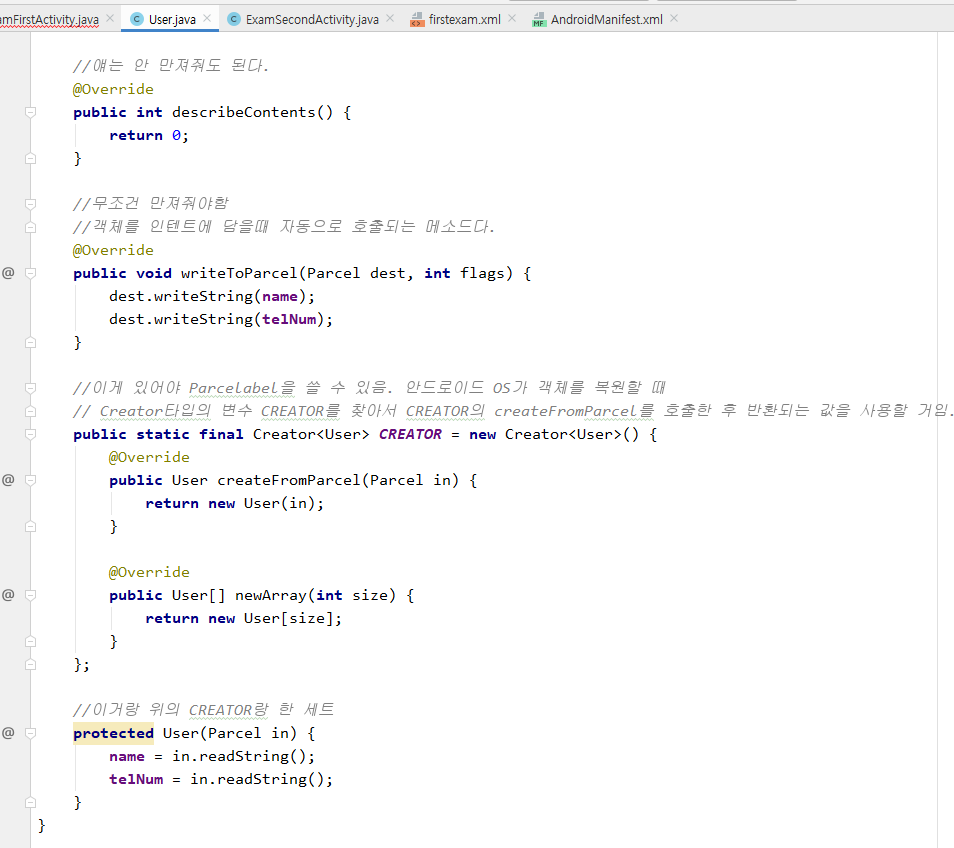 amFirstActivity.java × C User.java × C ExamSecondActivity.java × <> firstexam.xml × MF AndroidManifest.xml ×
//얘는 안 만져줘도 된다.
@Override
public int describeContents() {
return 0;
}
//무조건 만져줘야함
//객체를 인텐트에 담을때 자동으로 호출되는 메소드다.
@Override
@ public void writeToParcel(Parcel dest, int flags) {
dest.writeString(name);
dest.writeString(telNum);
}
//이게 있어야 Parcelabel을 쓸 수 있음. 안드로이드 OS가 객체를 복원할 때
// Creator타입의 변수 CREATOR를 찾아서 CREATOR의 createFromParcel를 호출한 후 반환되는 값을 사용할 거임.
public static final Creator<User> CREATOR = new Creator<User>() {
@Override
@ public User createFromParcel(Parcel in) {
return new User(in);
}
@Override
@ public User[] newArray(int size) {
return new User[size];
}
};
//이거랑 위의 CREATOR랑 한 세트
@ protected User(Parcel in) {
name = in.readString();
telNum = in.readString();
}
}